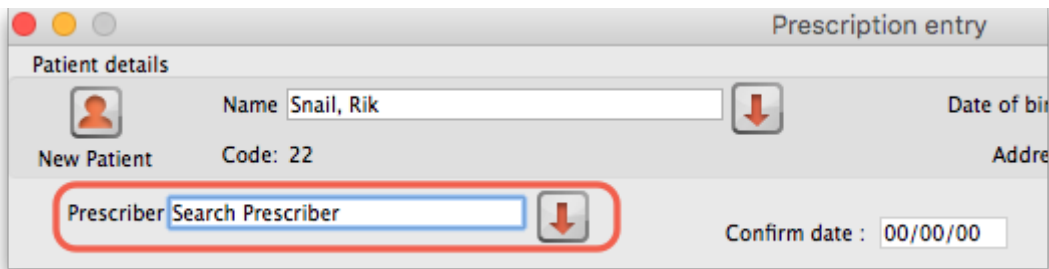 Prescription entry
Patient details
Name Snail, Rik Date of bir
New Patient Code: 22 Addre
Prescriber Search Prescriber
Confirm date : 00/00/00